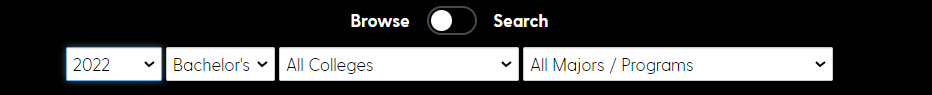 Browse Search
2022 Bachelor's All Colleges All Majors / Programs